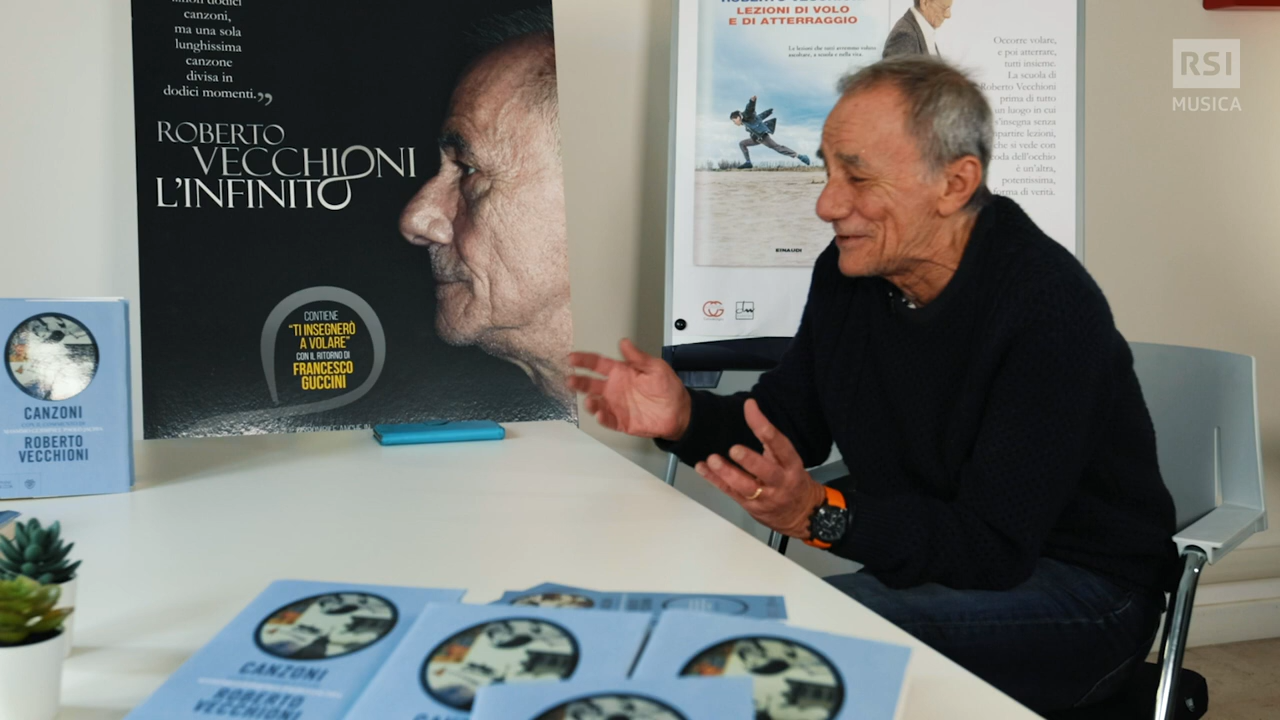 canzoni,
ma una sola
lunghissima
canzone
divisa in
dodici momenti.”
ROBERTO
VECCHIONI
L'INFINITO
CONTIENE
“TI INSEGNERÒ
A VOLARE”
CON IL RITORNO DI
FRANCESCO
GUCCINI
LEZIONI DI VOLO
E DI ATTERRAGGIO
EINAUDI
Occorre volare,
e poi atterrare,
tutti insieme.
La scuola di
Roberto Vecchioni
prima di tutto
un luogo in cui
s'insegna senza
impartire lezioni,
che si vede con
coda dell'occhio
è un'altra,
potentissima,
forma di verità.
RSI
MUSICA
CANZONI
ROBERTO
VECCHIONI
CANZONI
ROBERTO
VECCHIONI